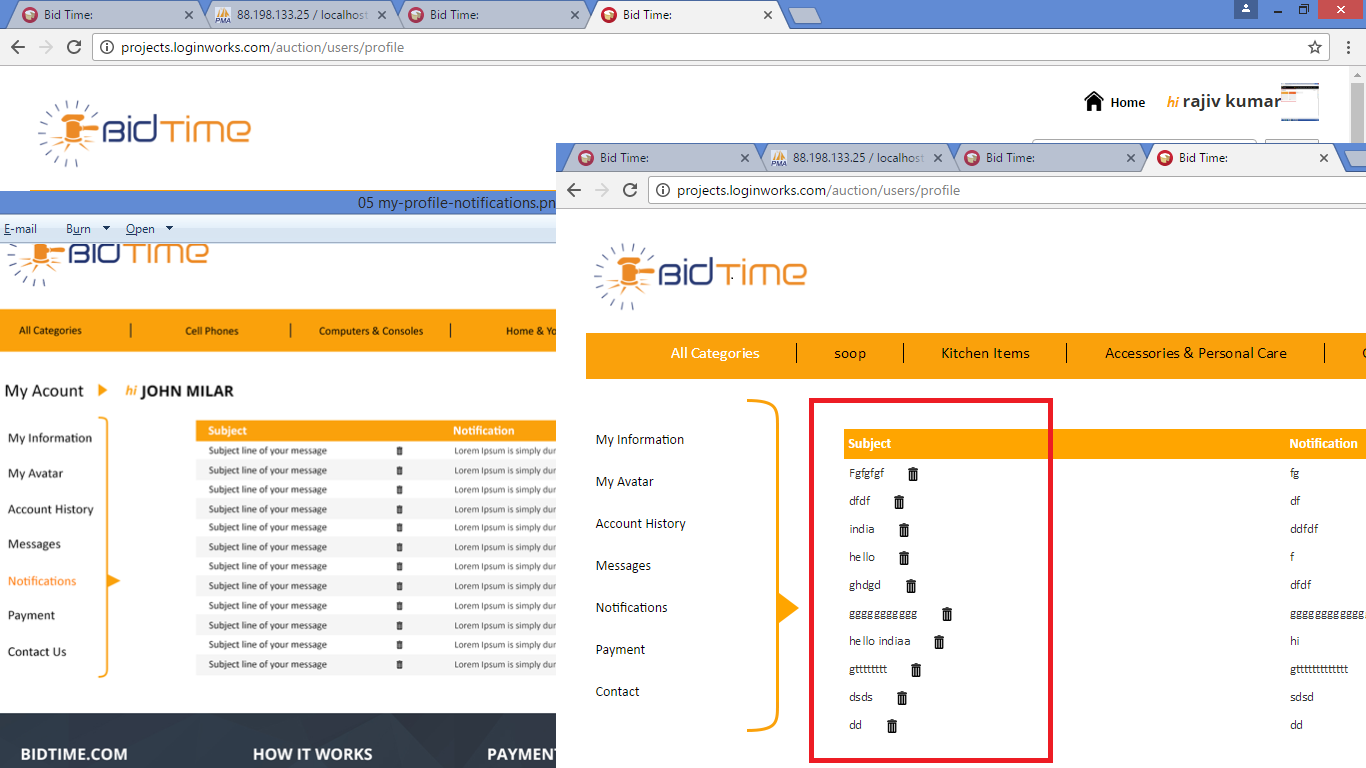 Bid Time:
88.198.133.25 / localhost
Bid Time:
Bid Time:
projects.loginworks.com/auction/users/profile
BidTIME
Home
hi rajiv kumar
05 my-profile-notifications.pn
E-mail Burn Open
BidTIME
All Categories | Cell Phones | Computers & Consoles | Home & Yo
My Acount hi JOHN MILAR
My Information
My Avatar
Account History
Messages
Notifications
Payment
Contact Us
Subject Notification
Subject line of your message Lorem Ipsum is simply dur
Subject line of your message Lorem Ipsum is simply dur
Subject line of your message Lorem Ipsum is simply dur
Subject line of your message Lorem Ipsum is simply dur
Subject line of your message Lorem Ipsum is simply dur
Subject line of your message Lorem Ipsum is simply dur
Subject line of your message Lorem Ipsum is simply dur
Subject line of your message Lorem Ipsum is simply dur
Subject line of your message Lorem Ipsum is simply dur
Subject line of your message Lorem Ipsum is simply dur
Subject line of your message Lorem Ipsum is simply dur
Subject line of your message Lorem Ipsum is simply dur
BIDTIME.COM HOW IT WORKS PAYMEN
Bid Time:
PMA 88.198.133.25 / localhost
Bid Time:
Bid Time:
projects.loginworks.com/auction/users/profile
BidTIME
All Categories | soop | Kitchen Items | Accessories & Personal Care |
My Information
My Avatar
Account History
Messages
Notifications
Payment
Contact
Subject Notification
Fgfgfgf fg
dfdf df
india ddfdf
hello f
ghdgd dfdf
ggggggggggg ggggggggggggg
hello indiaa hi
gttttttttt gtttttttttttttt
dsds sdsd
dd dd